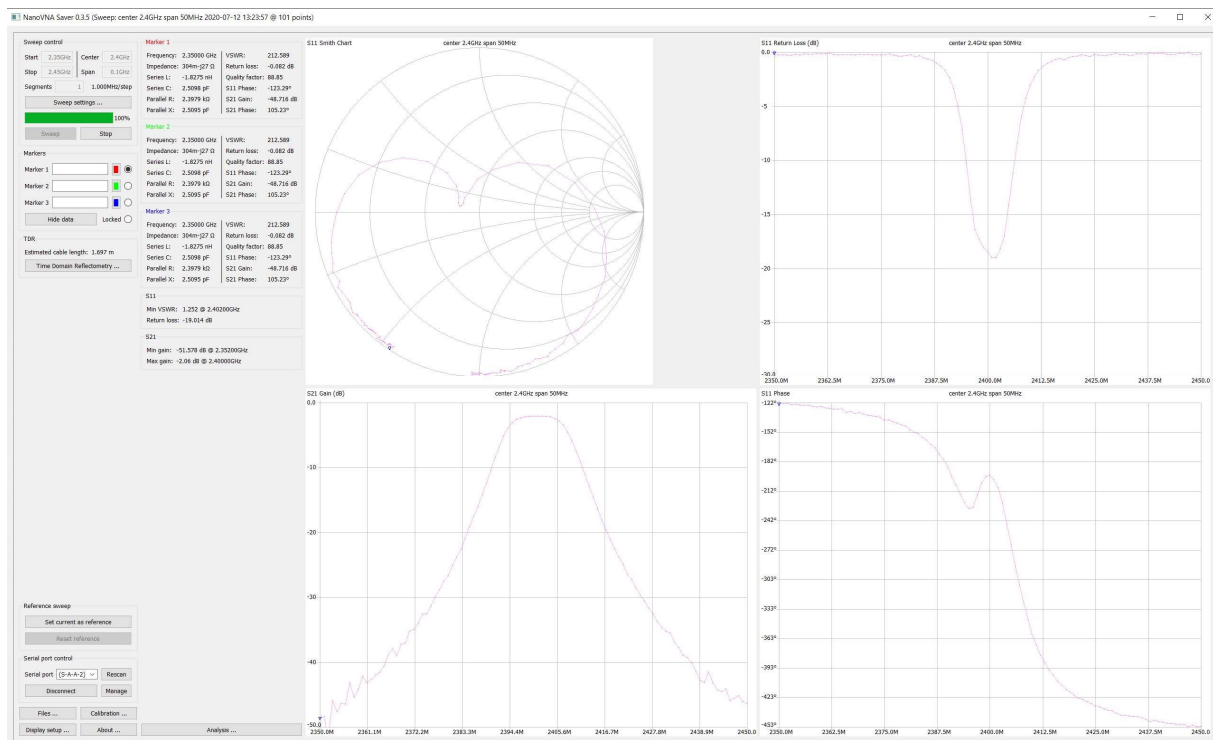 NanoVNA Saver 0.3.5 (Sweep: center 2.4GHz span 50MHz 2020-07-12 13:23:57 @ 101 points)
Sweep control
Start 2.35GHz Center 2.4GHz
Stop 2.45GHz Span 0.1GHz
Segments 1 1.000MHz/step
Sweep settings ...
100%
Sweep Stop
Markers
Marker 1
Marker 2
Marker 3
Hide data Locked
TDR
Estimated cable length: 1.697 m
Time Domain Reflectometry ...
Reference sweep
Set current as reference
Reset reference
Serial port control
Serial port (S-A-A-2) Rescan
Disconnect Manage
Files ... Calibration ...
Display setup ... About ...
Marker 1
Frequency: 2.35000 GHz VSWR: 212.589
Impedance: 304m-j27 Ω Return loss: -0.082 dB
Series L: -1.8275 nH Quality factor: 88.85
Series C: 2.5098 pF S11 Phase: -123.29°
Parallel R: 2.3979 kΩ S21 Gain: -48.716 dB
Parallel X: 2.5095 pF S21 Phase: 105.23°
Marker 2
Frequency: 2.35000 GHz VSWR: 212.589
Impedance: 304m-j27 Ω Return loss: -0.082 dB
Series L: -1.8275 nH Quality factor: 88.85
Series C: 2.5098 pF S11 Phase: -123.29°
Parallel R: 2.3979 kΩ S21 Gain: -48.716 dB
Parallel X: 2.5095 pF S21 Phase: 105.23°
Marker 3
Frequency: 2.35000 GHz VSWR: 212.589
Impedance: 304m-j27 Ω Return loss: -0.082 dB
Series L: -1.8275 nH Quality factor: 88.85
Series C: 2.5098 pF S11 Phase: -123.29°
Parallel R: 2.3979 kΩ S21 Gain: -48.716 dB
Parallel X: 2.5095 pF S21 Phase: 105.23°
S11
Min VSWR: 1.252 @ 2.40200GHz
Return loss: -19.014 dB
S21
Min gain: -51.578 dB @ 2.35200GHz
Max gain: -2.06 dB @ 2.40000GHz
Analysis ...
S11 Smith Chart center 2.4GHz span 50MHz
S11 Return Loss (dB) center 2.4GHz span 50MHz
0.0
-5
-10
-15
-20
-25
-30.0
2350.0M 2362.5M 2375.0M 2387.5M 2400.0M 2412.5M 2425.0M 2437.5M 2450.0
S21 Gain (dB) center 2.4GHz span 50MHz
0.0
-10
-20
-30
-40
-50.0
2350.0M 2361.1M 2372.2M 2383.3M 2394.4M 2405.6M 2416.7M 2427.8M 2438.9M 2450.0
S11 Phase center 2.4GHz span 50MHz
-122°
-152°
-182°
-212°
-242°
-272°
-303°
-333°
-363°
-393°
-423°
-453°
2350.0M 2362.5M 2375.0M 2387.5M 2400.0M 2412.5M 2425.0M 2437.5M 2450.0